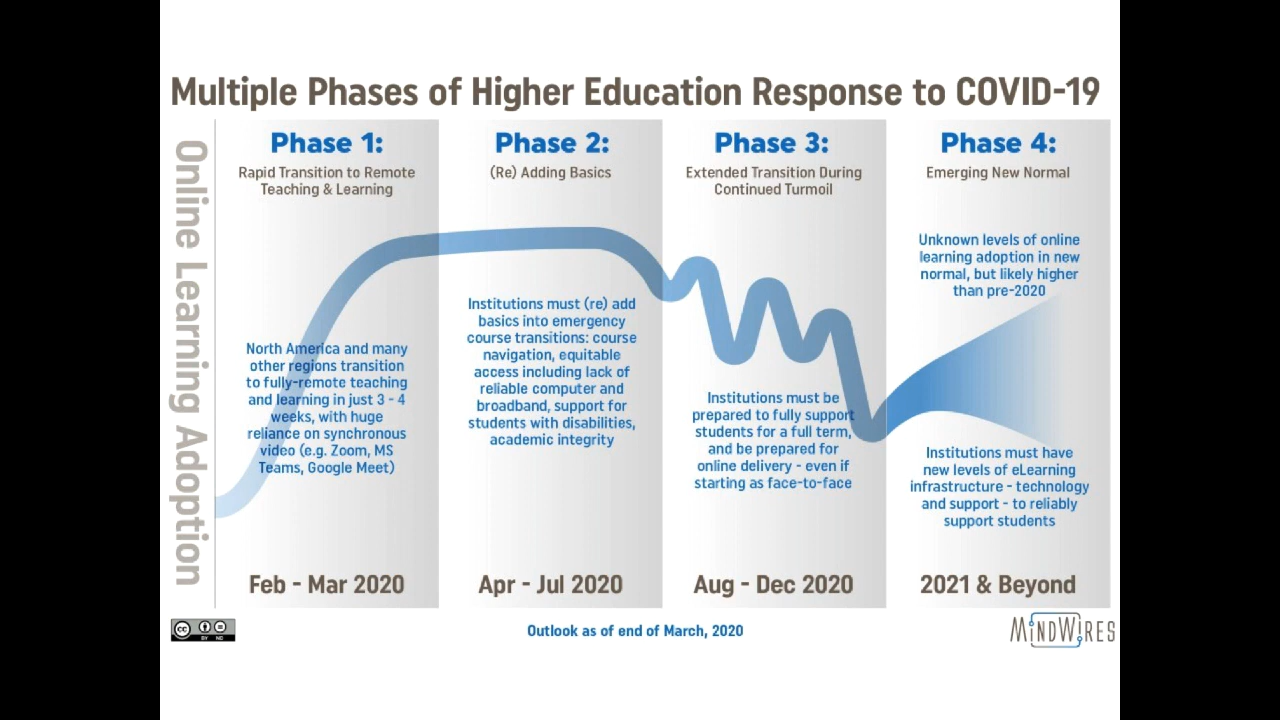 Multiple Phases of Higher Education Response to COVID-19
Online Learning Adoption
Phase 1:
Rapid Transition to Remote
Teaching & Learning
North America and many
other regions transition
to fully-remote teaching
and learning in just 3 - 4
weeks, with huge
reliance on synchronous
video (e.g. Zoom, MS
Teams, Google Meet)
Feb - Mar 2020
Phase 2:
(Re) Adding Basics
Institutions must (re) add
basics into emergency
course transitions: course
navigation, equitable
access including lack of
reliable computer and
broadband, support for
students with disabilities,
academic integrity
Apr - Jul 2020
Phase 3:
Extended Transition During
Continued Turmoil
Institutions must be
prepared to fully support
students for a full term,
and be prepared for
online delivery - even if
starting as face-to-face
Aug - Dec 2020
Phase 4:
Emerging New Normal
Unknown levels of online
learning adoption in new
normal, but likely higher
than pre-2020
Institutions must have
new levels of eLearning
infrastructure - technology
and support - to reliably
support students
2021 & Beyond
cc
BY NC
Outlook as of end of March, 2020
MINDWIRES